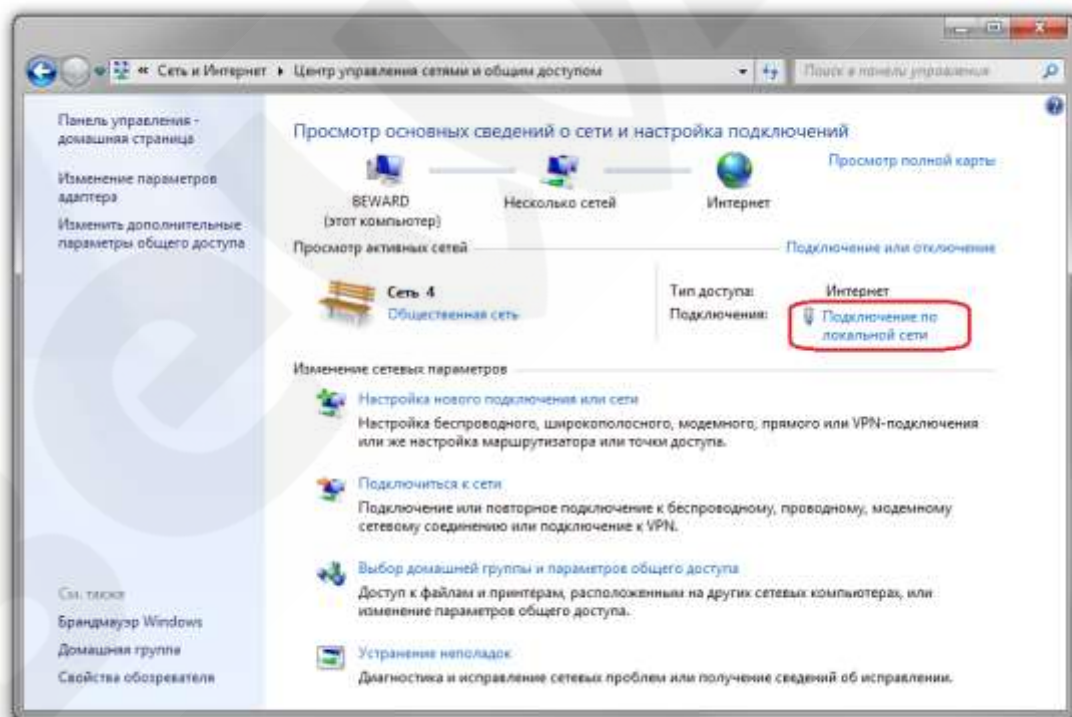 « Сеть и Интернет ▸ Центр управления сетями и общим доступом
Поиск в панели управления
Панель управления -
домашняя страница
Изменение параметров
адаптера
Изменить дополнительные
параметры общего доступа
Просмотр основных сведений о сети и настройка подключений
BEWARD
(этот компьютер)
Несколько сетей
Интернет
Просмотр полной карты
Просмотр активных сетей
Подключение или отключение
Сеть 4
Общественная сеть
Тип доступа: Интернет
Подключения: Подключение по
локальной сети
Изменение сетевых параметров
Настройка нового подключения или сети
Настройка беспроводного, широкополосного, модемного, прямого или VPN-подключения
или же настройка маршрутизатора или точки доступа.
Подключиться к сети
Подключение или повторное подключение к беспроводному, проводному, модемному
сетевому соединению или подключение к VPN.
Выбор домашней группы и параметров общего доступа
Доступ к файлам и принтерам, расположенным на других сетевых компьютерах, или
изменение параметров общего доступа.
Устранение неполадок
Диагностика и исправление сетевых проблем или получение сведений об исправлении.
См. также
Брандмауэр Windows
Домашняя группа
Свойства обозревателя